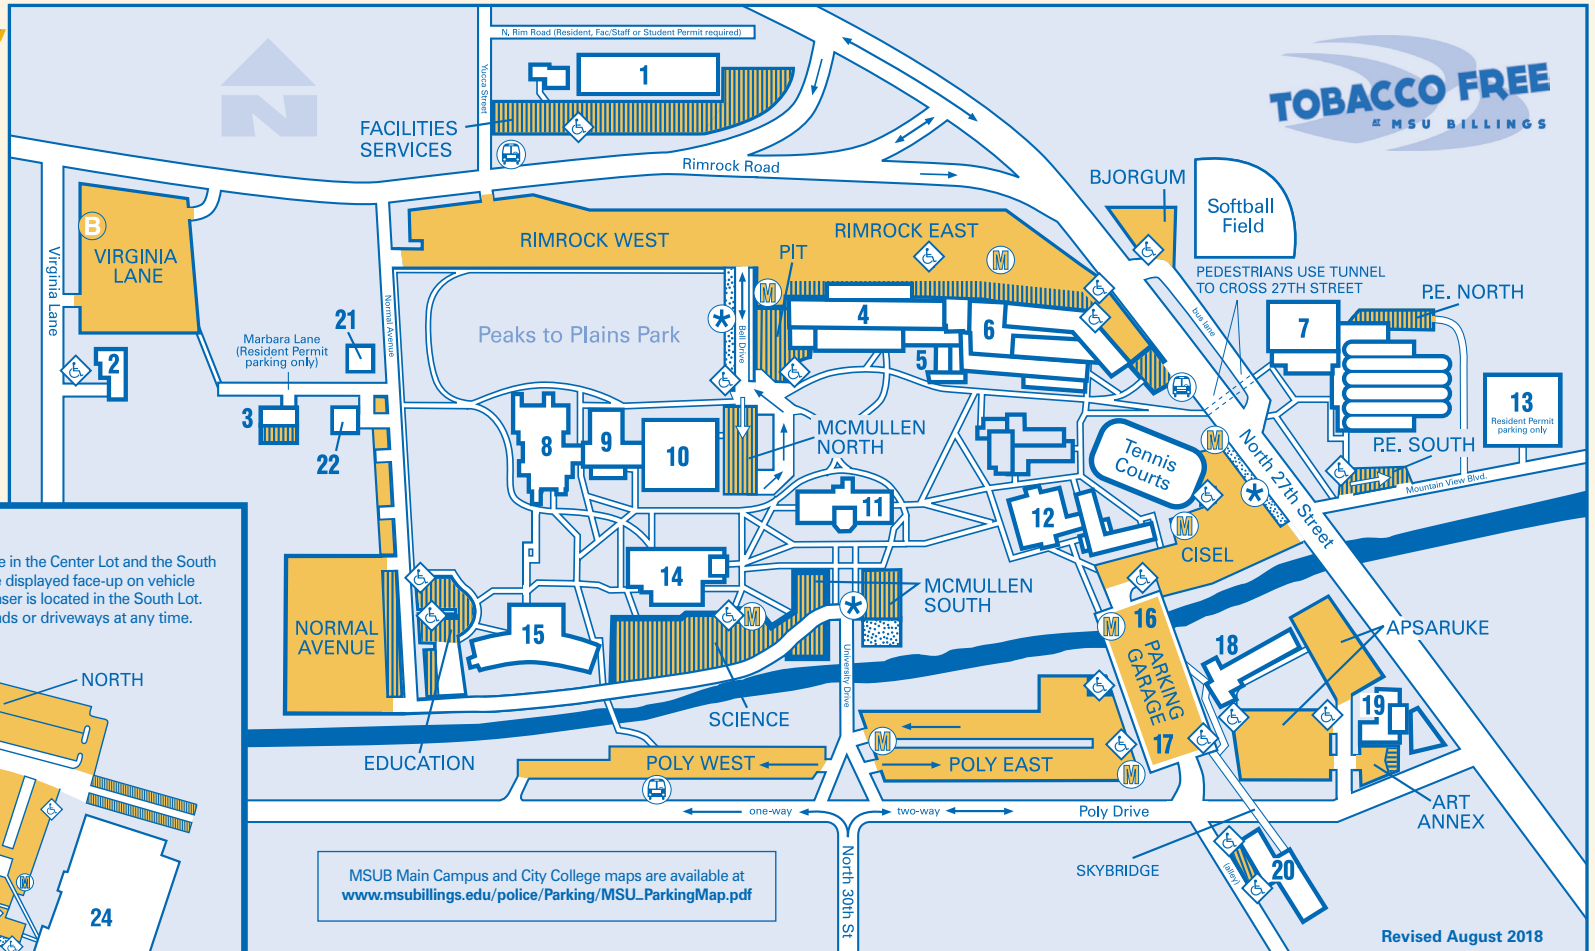 N. Rim Road (Resident, Fac/Staff or Student Permit required)
Yucca Street
1
TOBACCO FREE
AT MSU BILLINGS
N
FACILITIES
SERVICES
Rimrock Road
BJORGUM
Softball
Field
B
VIRGINIA
LANE
Virginia Lane
RIMROCK WEST
RIMROCK EAST
PIT
M
M
PEDESTRIANS USE TUNNEL
TO CROSS 27TH STREET
P.E. NORTH
bus lane
Normal Avenue
21
Marbara Lane
(Resident Permit
parking only)
Peaks to Plains Park
*
Bell Drive
4
6
5
7
2
3
22
13
Resident Permit
parking only
8
9
10
MCMULLEN
NORTH
Tennis
Courts
M
North 27th Street
P.E. SOUTH
Mountain View Blvd.
*
11
12
M
CISEL
e in the Center Lot and the South
e displayed face-up on vehicle
nser is located in the South Lot.
nds or driveways at any time.
14
MCMULLEN
SOUTH
*
M
NORMAL
AVENUE
15
16
M
PARKING
GARAGE
17
18
APSARUKE
19
NORTH
University Drive
SCIENCE
EDUCATION
POLY WEST
M
POLY EAST
M
one-way
two-way
Poly Drive
ART
ANNEX
SKYBRIDGE
(alley)
20
North 30th St
MSUB Main Campus and City College maps are available at
www.msubillings.edu/police/Parking/MSU_ParkingMap.pdf
M
24
Revised August 2018